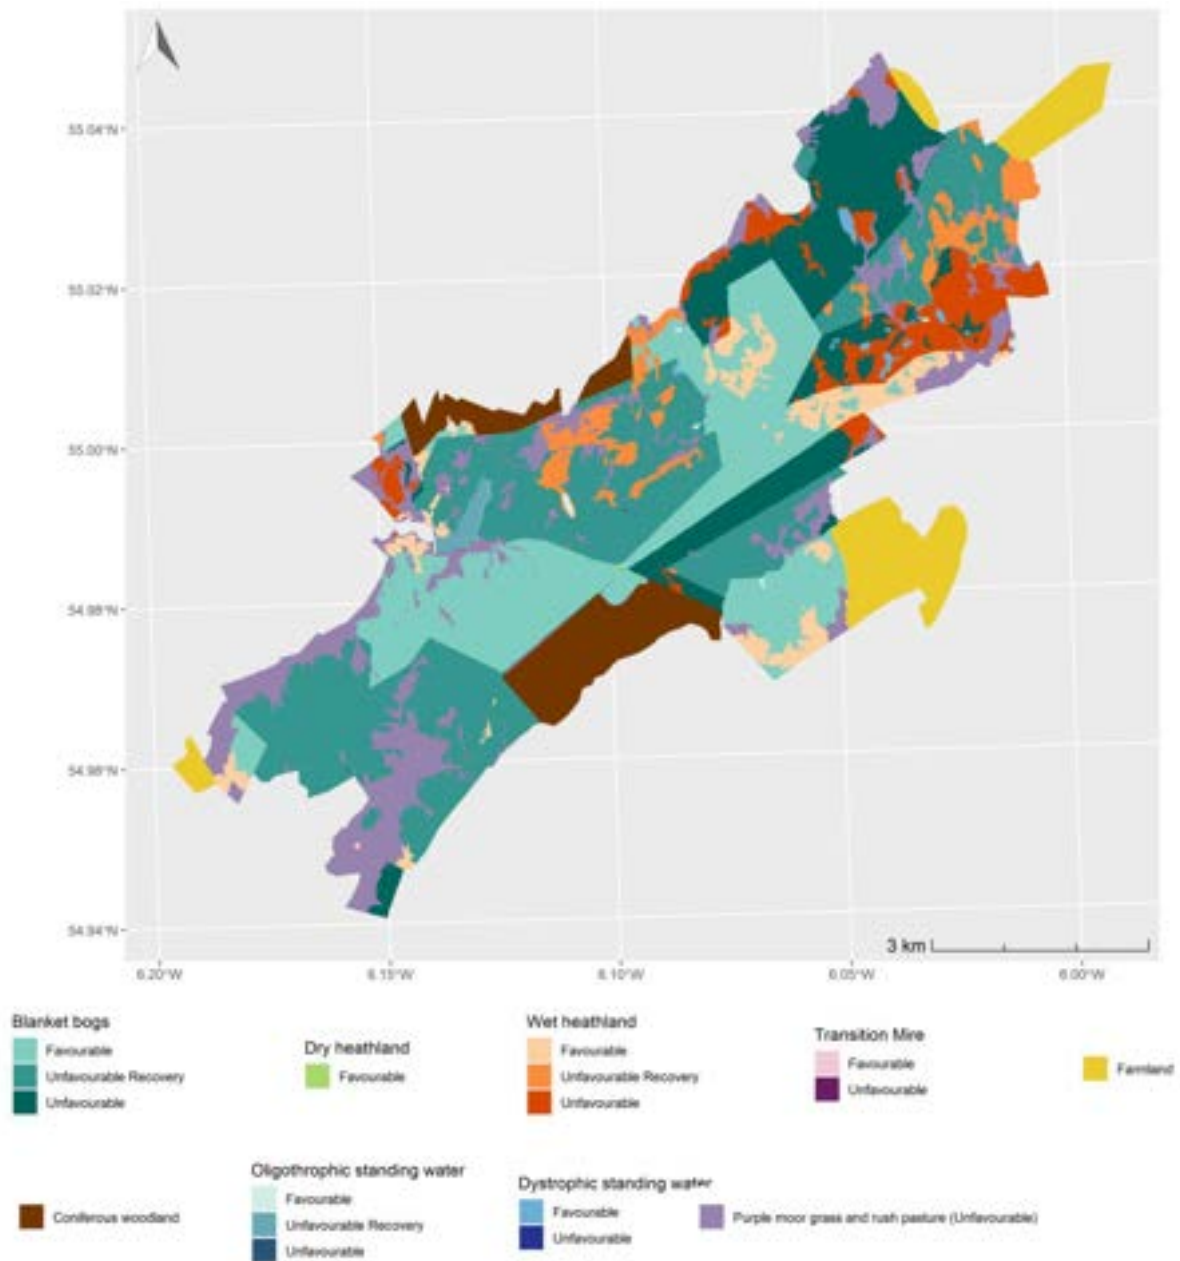 55.04°N
55.02°N
55.00°N
54.98°N
54.96°N
54.94°N
3 km
6.20°W
6.15°W
6.10°W
6.05°W
6.00°W
Blanket bogs
Favourable
Unfavourable Recovery
Unfavourable
Dry heathland
Favourable
Wet heathland
Favourable
Unfavourable Recovery
Unfavourable
Transition Mire
Favourable
Unfavourable
Farmland
Coniferous woodland
Oligothrophic standing water
Favourable
Unfavourable Recovery
Unfavourable
Dystrophic standing water
Favourable
Unfavourable
Purple moor grass and rush pasture (Unfavourable)